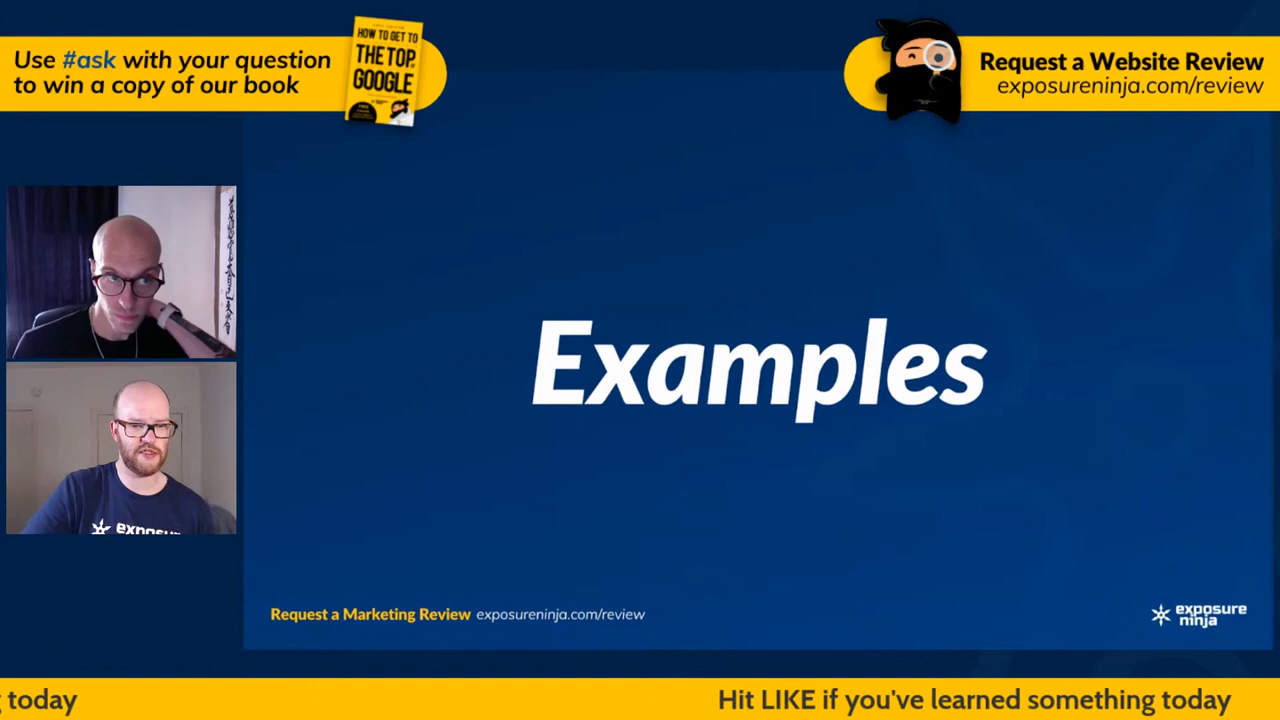 Use #ask with your question
to win a copy of our book
HOW TO GET TO
THE TOP
GOOGLE
Request a Website Review
exposureninja.com/review
Examples
exposu
Request a Marketing Review exposureninja.com/review
exposure
ninja
today
Hit LIKE if you've learned something today